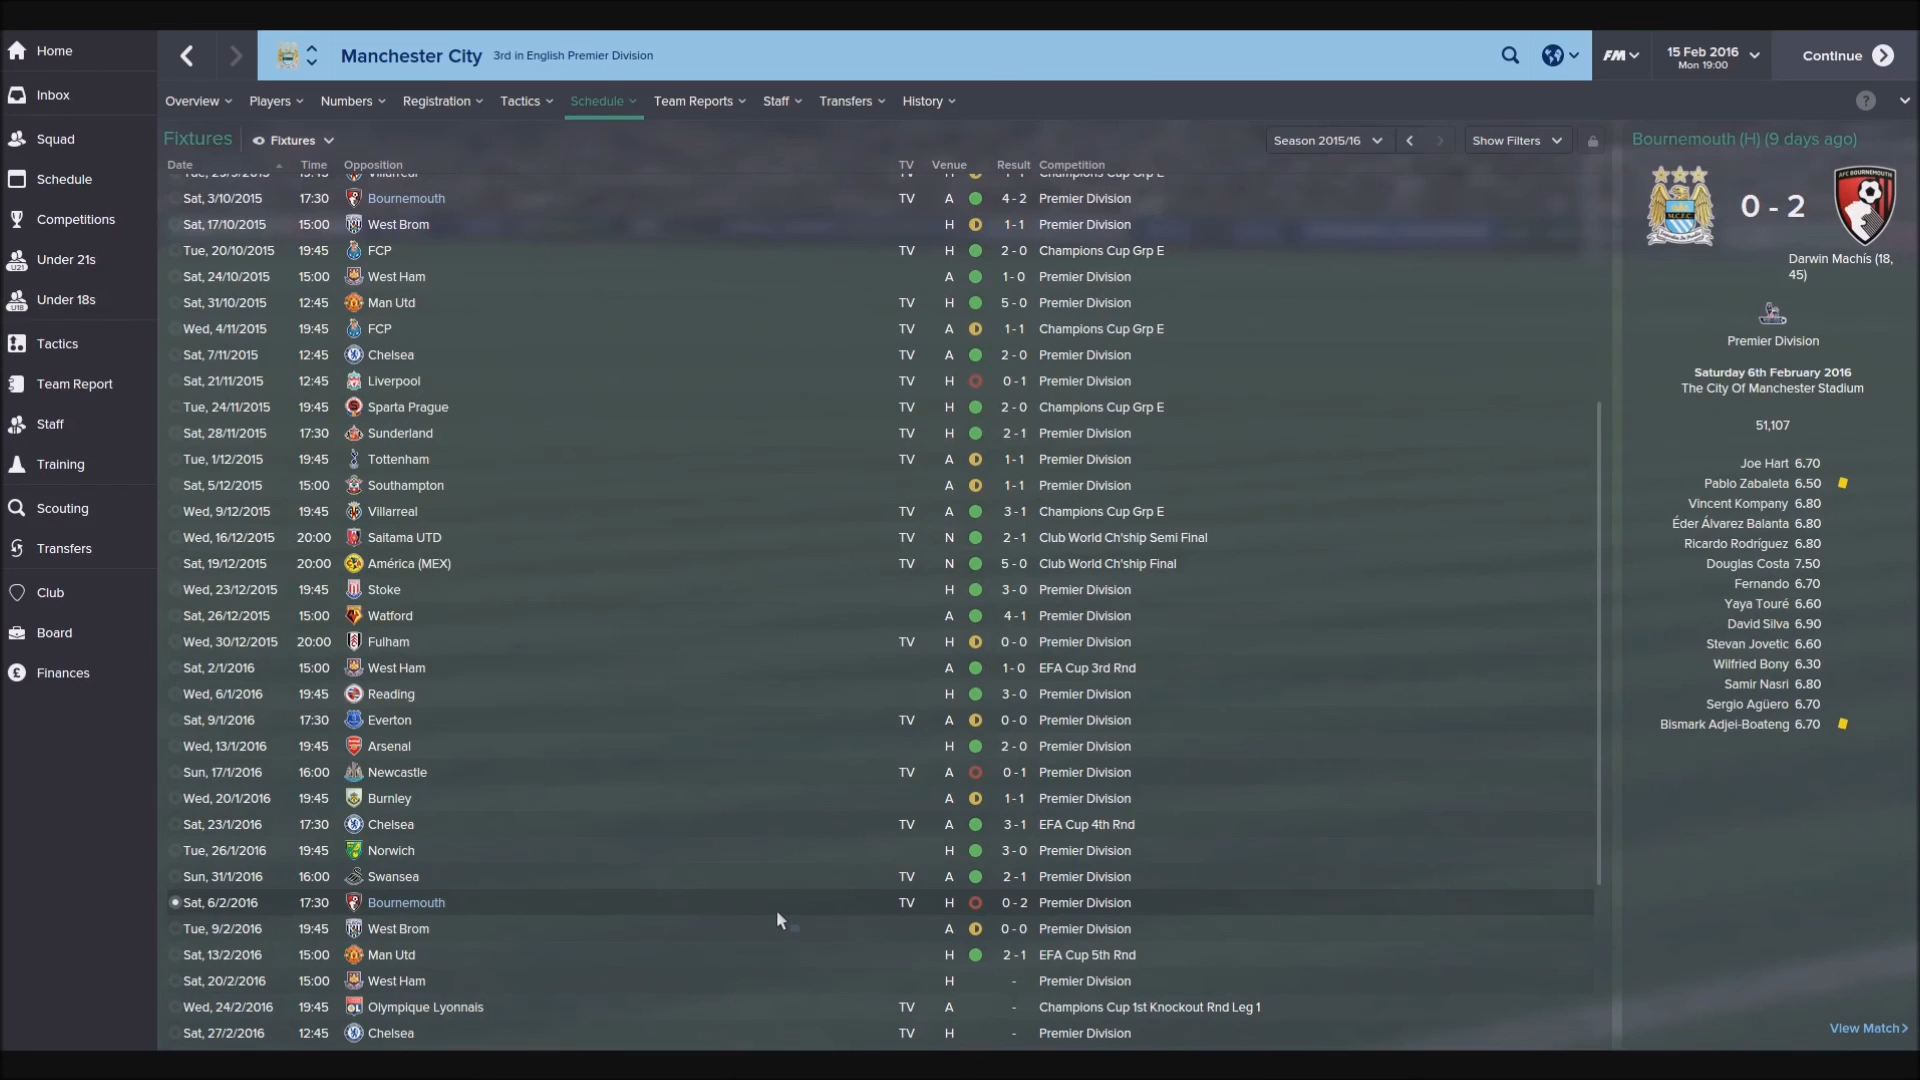 Home
Inbox
Squad
Schedule
Competitions
Under 21s
Under 18s
Tactics
Team Report
Staff
Training
Scouting
Transfers
Club
Board
Finances
Manchester City 3rd in English Premier Division
FM
15 Feb 2016
Mon 19:00
Continue
Overview Players Numbers Registration Tactics Schedule Team Reports Staff Transfers History
Fixtures Fixtures Season 2015/16 Show Filters
Date Time Opposition TV Venue Result Competition
Sat, 3/10/2015 17:30 Bournemouth TV A 4 - 2 Premier Division
Sat, 17/10/2015 15:00 West Brom H 1 - 1 Premier Division
Tue, 20/10/2015 19:45 FCP TV H 2 - 0 Champions Cup Grp E
Sat, 24/10/2015 15:00 West Ham A 1 - 0 Premier Division
Sat, 31/10/2015 12:45 Man Utd TV H 5 - 0 Premier Division
Wed, 4/11/2015 19:45 FCP TV A 1 - 1 Champions Cup Grp E
Sat, 7/11/2015 12:45 Chelsea TV A 2 - 0 Premier Division
Sat, 21/11/2015 12:45 Liverpool TV H 0 - 1 Premier Division
Tue, 24/11/2015 19:45 Sparta Prague TV H 2 - 0 Champions Cup Grp E
Sat, 28/11/2015 17:30 Sunderland TV H 2 - 1 Premier Division
Tue, 1/12/2015 19:45 Tottenham TV A 1 - 1 Premier Division
Sat, 5/12/2015 15:00 Southampton A 1 - 1 Premier Division
Wed, 9/12/2015 19:45 Villarreal TV A 3 - 1 Champions Cup Grp E
Wed, 16/12/2015 20:00 Saitama UTD TV N 2 - 1 Club World Ch'ship Semi Final
Sat, 19/12/2015 20:00 América (MEX) TV N 5 - 0 Club World Ch'ship Final
Wed, 23/12/2015 19:45 Stoke H 3 - 0 Premier Division
Sat, 26/12/2015 15:00 Watford A 4 - 1 Premier Division
Wed, 30/12/2015 20:00 Fulham TV H 0 - 0 Premier Division
Sat, 2/1/2016 15:00 West Ham A 1 - 0 EFA Cup 3rd Rnd
Wed, 6/1/2016 19:45 Reading H 3 - 0 Premier Division
Sat, 9/1/2016 17:30 Everton TV A 0 - 0 Premier Division
Wed, 13/1/2016 19:45 Arsenal H 2 - 0 Premier Division
Sun, 17/1/2016 16:00 Newcastle TV A 0 - 1 Premier Division
Wed, 20/1/2016 19:45 Burnley A 1 - 1 Premier Division
Sat, 23/1/2016 17:30 Chelsea TV A 3 - 1 EFA Cup 4th Rnd
Tue, 26/1/2016 19:45 Norwich H 3 - 0 Premier Division
Sun, 31/1/2016 16:00 Swansea TV A 2 - 1 Premier Division
Sat, 6/2/2016 17:30 Bournemouth TV H 0 - 2 Premier Division
Tue, 9/2/2016 19:45 West Brom A 0 - 0 Premier Division
Sat, 13/2/2016 15:00 Man Utd H 2 - 1 EFA Cup 5th Rnd
Sat, 20/2/2016 15:00 West Ham H - Premier Division
Wed, 24/2/2016 19:45 Olympique Lyonnais TV A - Champions Cup 1st Knockout Rnd Leg 1
Sat, 27/2/2016 12:45 Chelsea TV H - Premier Division
Bournemouth (H) (9 days ago)
0 - 2
Darwin Machís (18,
45)
Premier Division
Saturday 6th February 2016
The City Of Manchester Stadium
51,107
Joe Hart 6.70
Pablo Zabaleta 6.50
Vincent Kompany 6.80
Éder Álvarez Balanta 6.80
Ricardo Rodríguez 6.80
Douglas Costa 7.50
Fernando 6.70
Yaya Touré 6.60
David Silva 6.90
Stevan Jovetic 6.60
Wilfried Bony 6.30
Samir Nasri 6.80
Sergio Agüero 6.70
Bismark Adjei-Boateng 6.70
View Match >